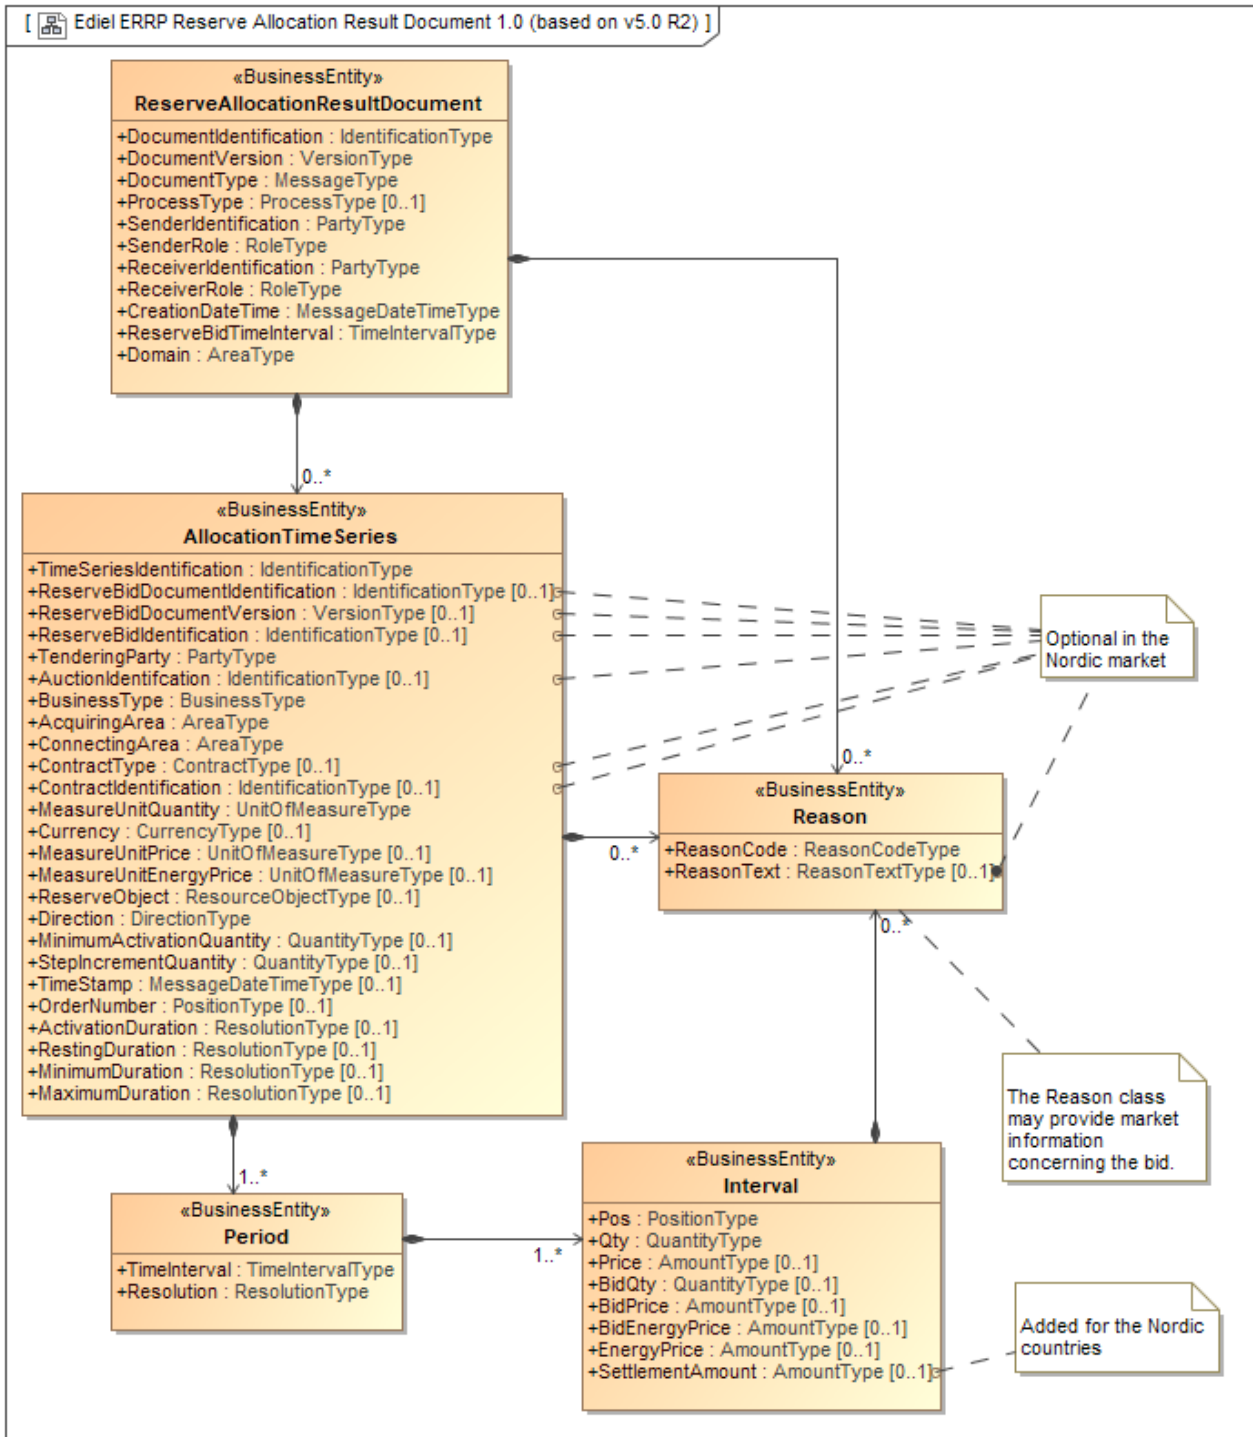 [ Ediel ERRP Reserve Allocation Result Document 1.0 (based on v5.0 R2) ]
«BusinessEntity»
ReserveAllocationResultDocument
+DocumentIdentification : IdentificationType
+DocumentVersion : VersionType
+DocumentType : MessageType
+ProcessType : ProcessType [0..1]
+SenderIdentification : PartyType
+SenderRole : RoleType
+ReceiverIdentification : PartyType
+ReceiverRole : RoleType
+CreationDateTime : MessageDateTimeType
+ReserveBidTimeInterval : TimeIntervalType
+Domain : AreaType
0..*
«BusinessEntity»
AllocationTimeSeries
+TimeSeriesIdentification : IdentificationType
+ReserveBidDocumentIdentification : IdentificationType [0..1]
+ReserveBidDocumentVersion : VersionType [0..1]
+ReserveBidIdentification : IdentificationType [0..1]
+TenderingParty : PartyType
+AuctionIdentifcation : IdentificationType [0..1]
+BusinessType : BusinessType
+AcquiringArea : AreaType
+ConnectingArea : AreaType
+ContractType : ContractType [0..1]
+ContractIdentification : IdentificationType [0..1]
+MeasureUnitQuantity : UnitOfMeasureType
+Currency : CurrencyType [0..1]
+MeasureUnitPrice : UnitOfMeasureType [0..1]
+MeasureUnitEnergyPrice : UnitOfMeasureType [0..1]
+ReserveObject : ResourceObjectType [0..1]
+Direction : DirectionType
+MinimumActivationQuantity : QuantityType [0..1]
+StepIncrementQuantity : QuantityType [0..1]
+TimeStamp : MessageDateTimeType [0..1]
+OrderNumber : PositionType [0..1]
+ActivationDuration : ResolutionType [0..1]
+RestingDuration : ResolutionType [0..1]
+MinimumDuration : ResolutionType [0..1]
+MaximumDuration : ResolutionType [0..1]
Optional in the
Nordic market
0..*
0..*
«BusinessEntity»
Reason
+ReasonCode : ReasonCodeType
+ReasonText : ReasonTextType [0..1]
0..*
The Reason class
may provide market
information
concerning the bid.
1..*
«BusinessEntity»
Period
+TimeInterval : TimeIntervalType
+Resolution : ResolutionType
1..*
«BusinessEntity»
Interval
+Pos : PositionType
+Qty : QuantityType
+Price : AmountType [0..1]
+BidQty : QuantityType [0..1]
+BidPrice : AmountType [0..1]
+BidEnergyPrice : AmountType [0..1]
+EnergyPrice : AmountType [0..1]
+SettlementAmount : AmountType [0..1]
Added for the Nordic
countries